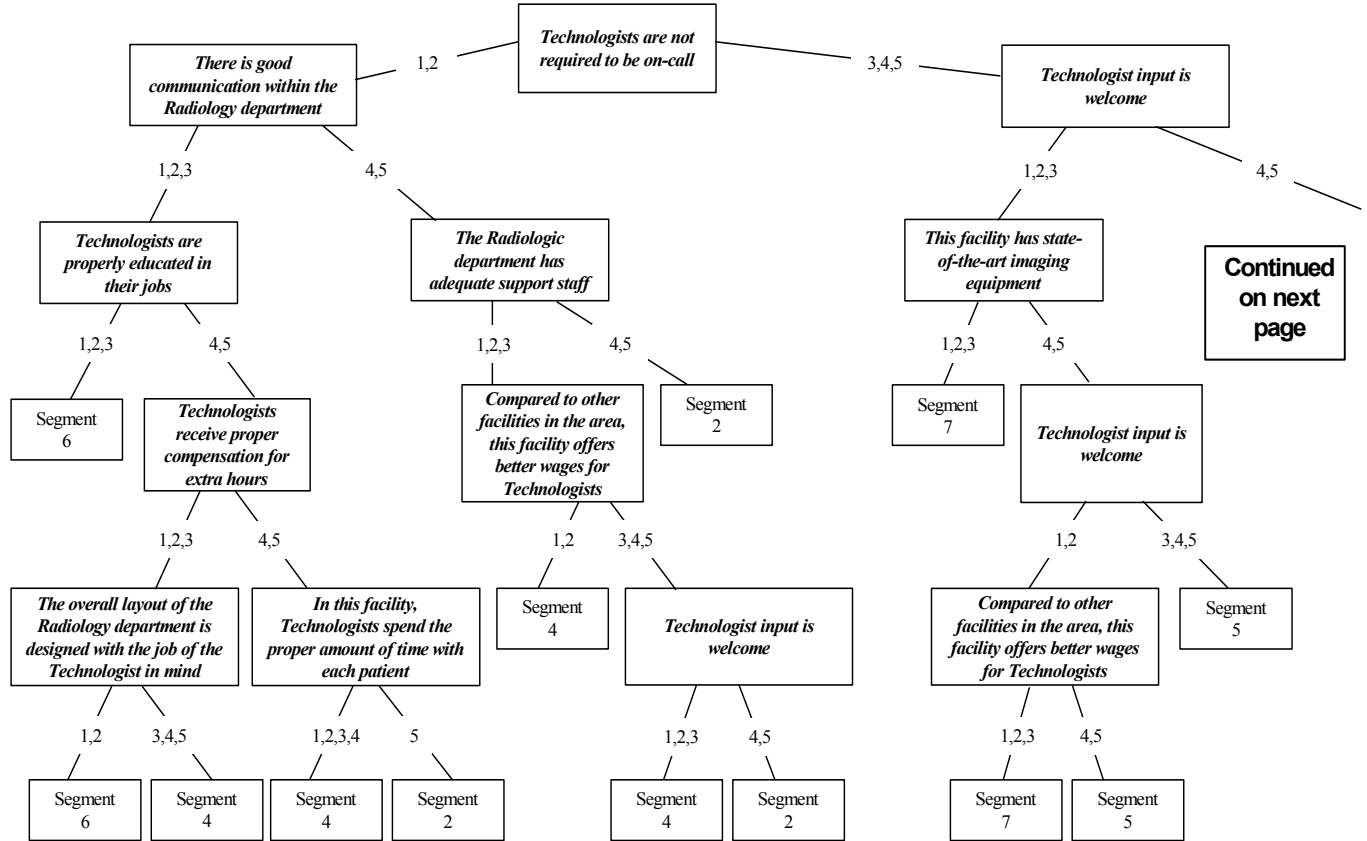 Technologists are not
required to be on-call
1,2
3,4,5
There is good
communication within the
Radiology department
Technologist input is
welcome
1,2,3
4,5
1,2,3
4,5
Technologists are
properly educated in
their jobs
The Radiologic
department has
adequate support staff
This facility has state-
of-the-art imaging
equipment
Continued
on next
page
1,2,3
4,5
1,2,3
4,5
1,2,3
4,5
Segment
6
Technologists
receive proper
compensation for
extra hours
Compared to other
facilities in the area,
this facility offers
better wages for
Technologists
Segment
2
Segment
7
Technologist input is
welcome
1,2,3
4,5
1,2
3,4,5
1,2
3,4,5
The overall layout of the
Radiology department is
designed with the job of the
Technologist in mind
In this facility,
Technologists spend the
proper amount of time with
each patient
Segment
4
Technologist input is
welcome
Compared to other
facilities in the area, this
facility offers better wages
for Technologists
Segment
5
1,2
3,4,5
1,2,3,4
5
1,2,3
4,5
1,2,3
4,5
Segment
6
Segment
4
Segment
4
Segment
2
Segment
4
Segment
2
Segment
7
Segment
5